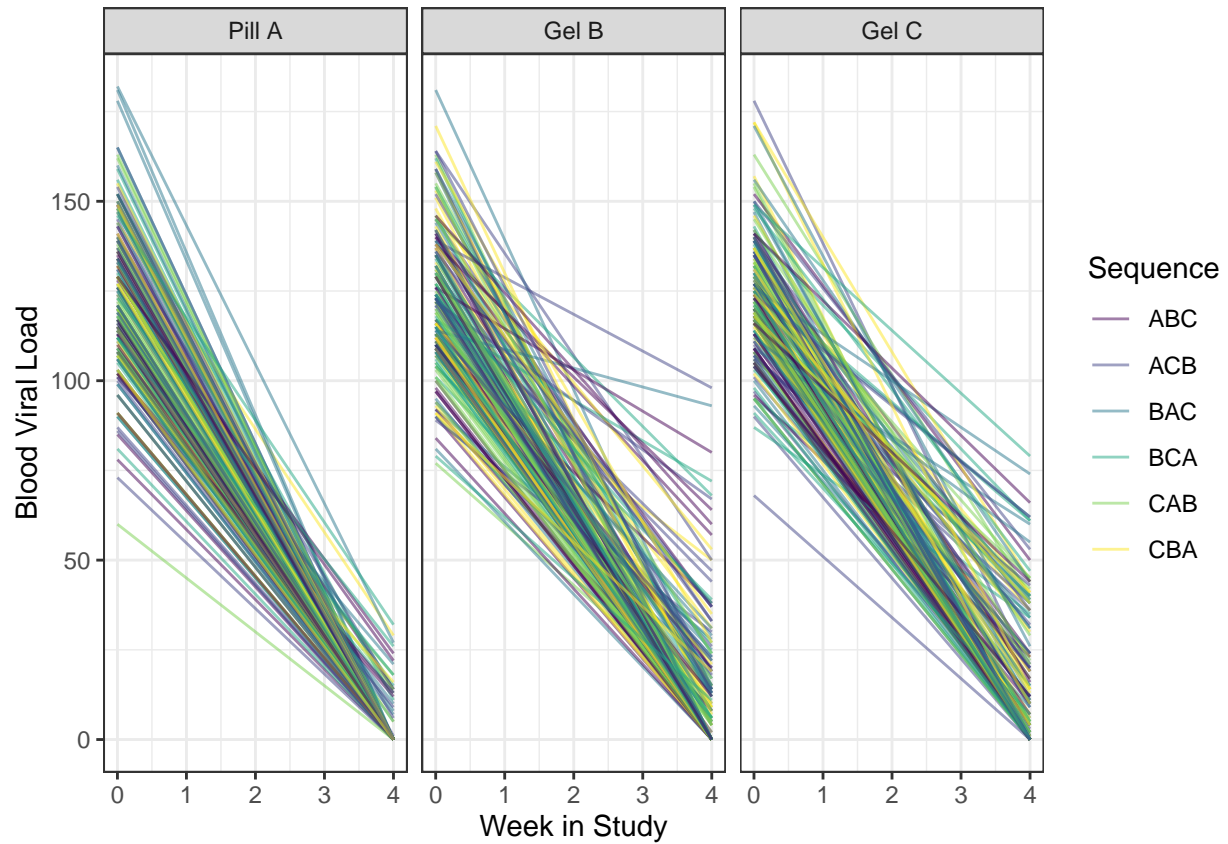 Pill A
Gel B
Gel C
Blood Viral Load
150
100
50
0
0 1 2 3 4
0 1 2 3 4
0 1 2 3 4
Week in Study
Sequence
ABC
ACB
BAC
BCA
CAB
CBA